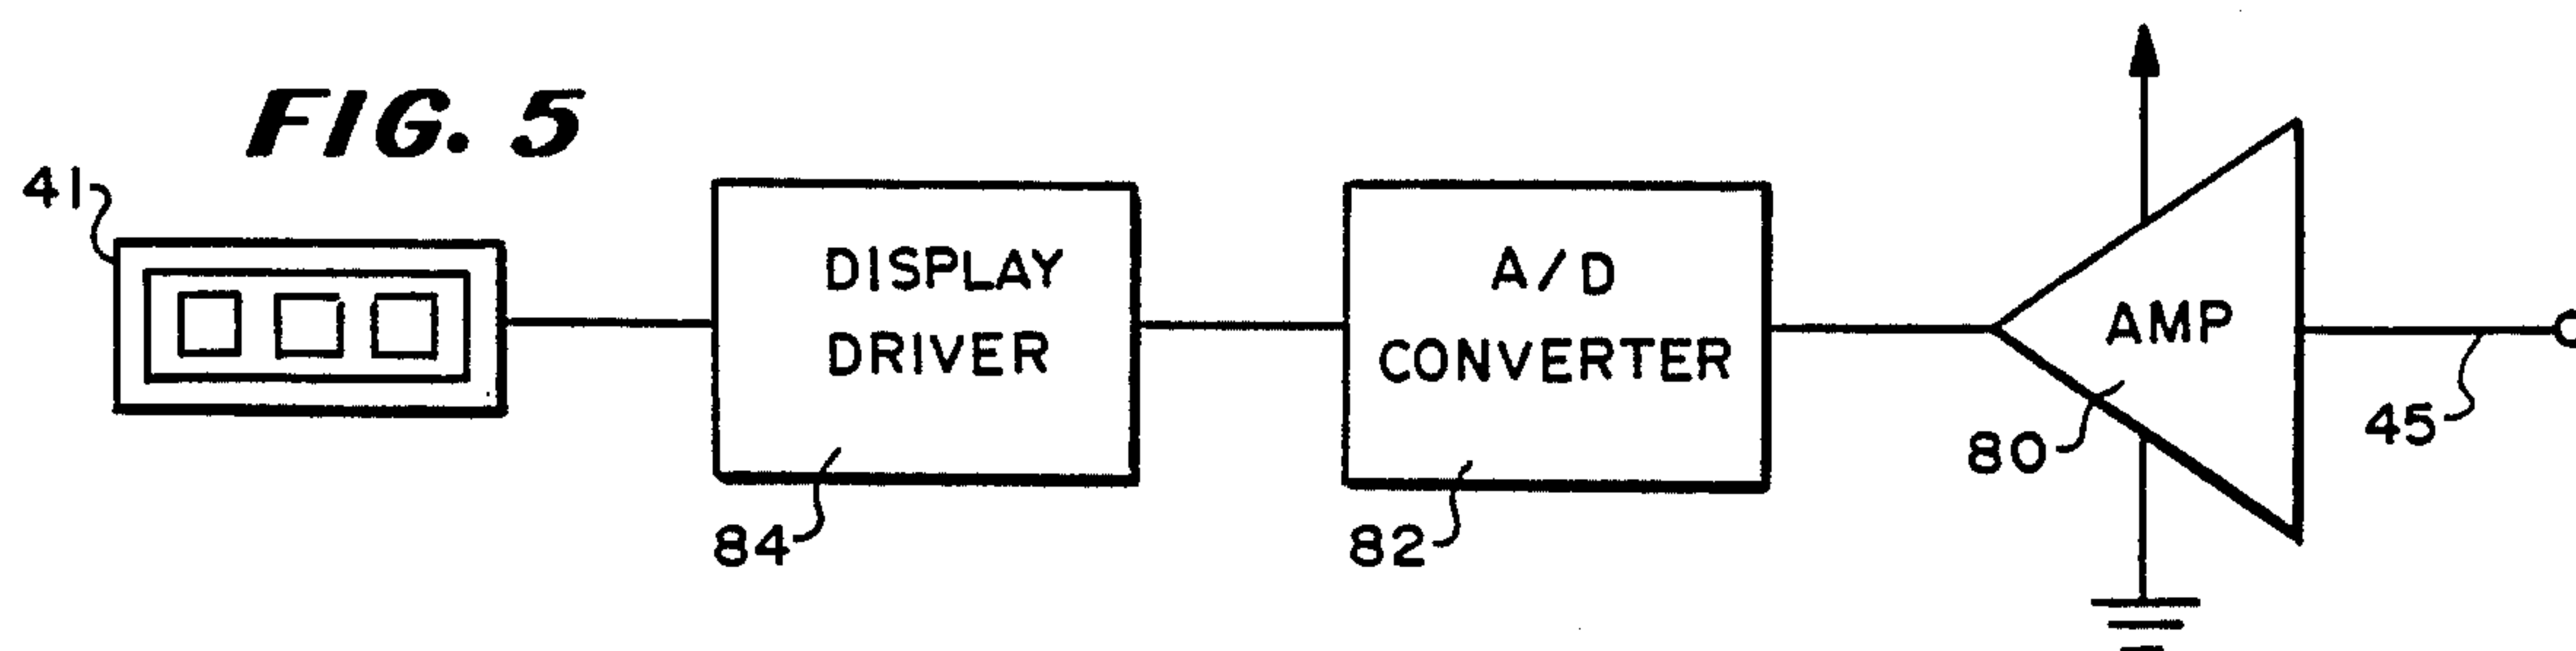 FIG. 5
41
DISPLAY
DRIVER
84
A/D
CONVERTER
82
AMP
80
45